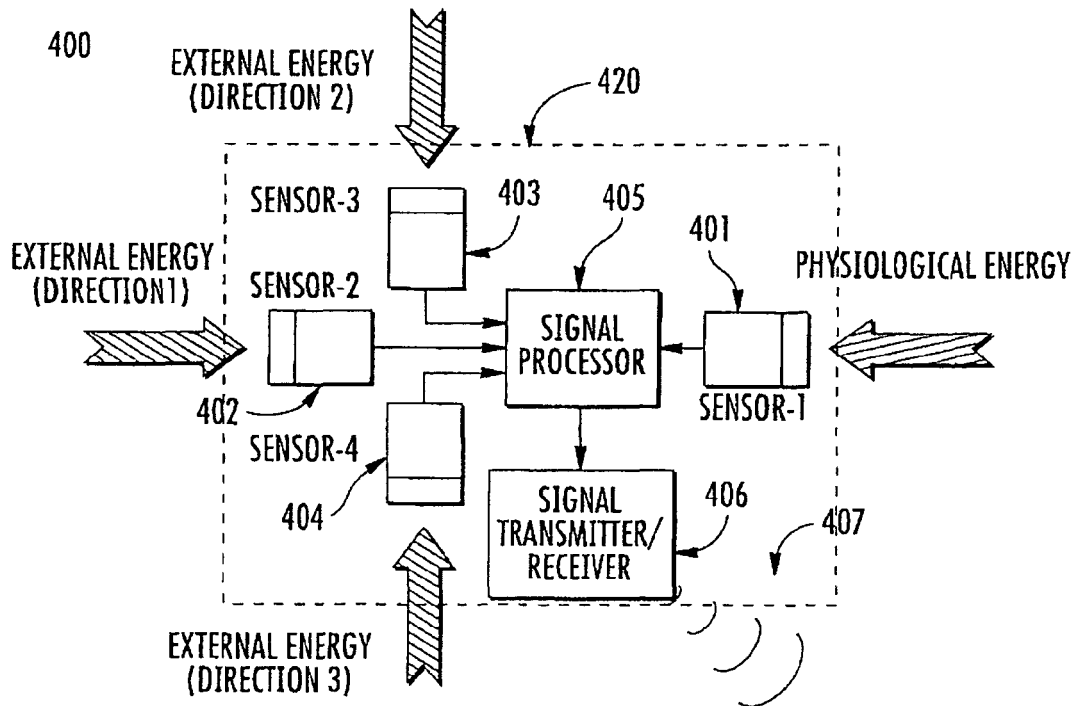 400
EXTERNAL ENERGY
(DIRECTION 2)
420
SENSOR-3
403
405
401
EXTERNAL ENERGY
(DIRECTION1)
SENSOR-2
PHYSIOLOGICAL ENERGY
SIGNAL
PROCESSOR
402
SENSOR-1
SENSOR-4
404
SIGNAL
TRANSMITTER/
RECEIVER
406
407
EXTERNAL ENERGY
(DIRECTION 3)